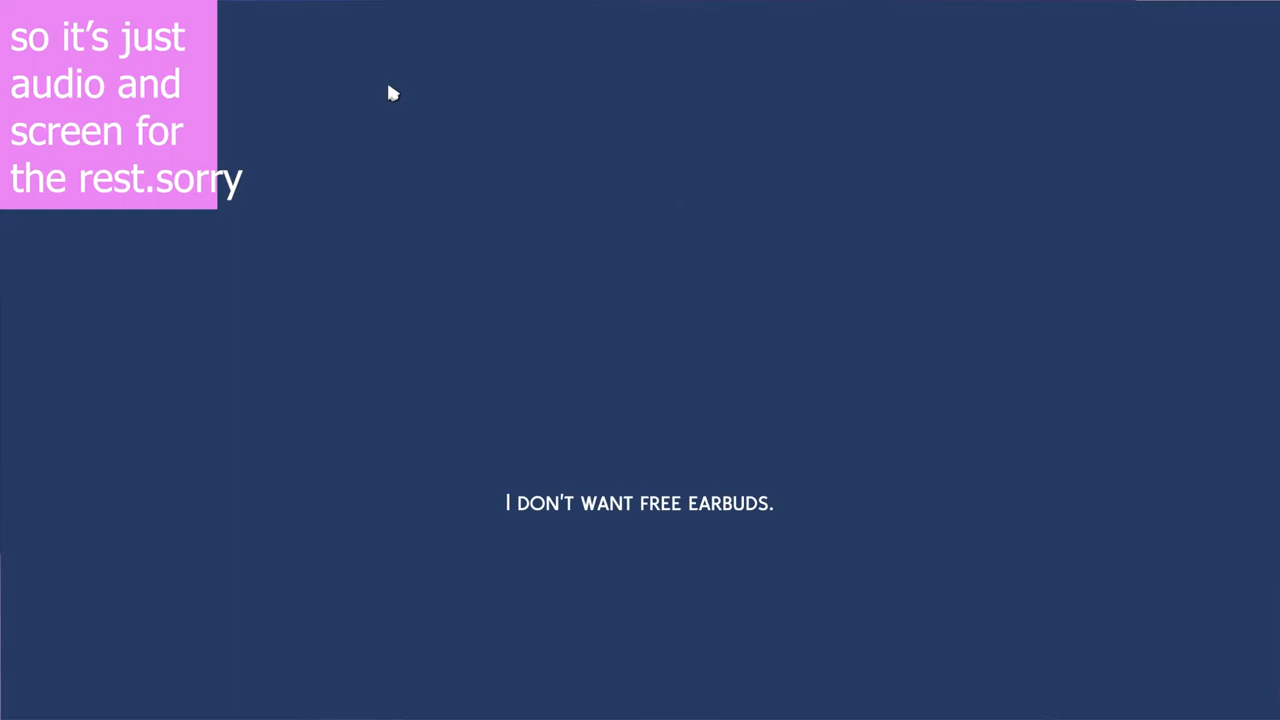 so it’s just
audio and
screen for
the rest.sorry
I DON'T WANT FREE EARBUDS.